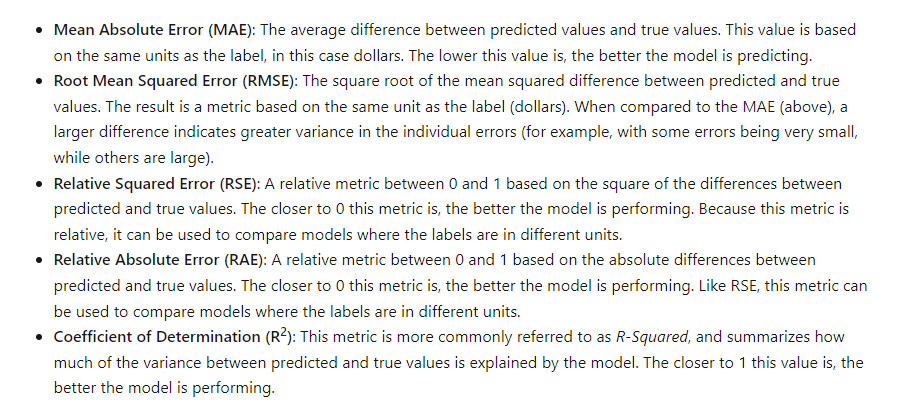 • Mean Absolute Error (MAE): The average difference between predicted values and true values. This value is based
on the same units as the label, in this case dollars. The lower this value is, the better the model is predicting.
• Root Mean Squared Error (RMSE): The square root of the mean squared difference between predicted and true
values. The result is a metric based on the same unit as the label (dollars). When compared to the MAE (above), a
larger difference indicates greater variance in the individual errors (for example, with some errors being very small,
while others are large).
• Relative Squared Error (RSE): A relative metric between 0 and 1 based on the square of the differences between
predicted and true values. The closer to 0 this metric is, the better the model is performing. Because this metric is
relative, it can be used to compare models where the labels are in different units.
• Relative Absolute Error (RAE): A relative metric between 0 and 1 based on the absolute differences between
predicted and true values. The closer to 0 this metric is, the better the model is performing. Like RSE, this metric can
be used to compare models where the labels are in different units.
• Coefficient of Determination (R²): This metric is more commonly referred to as R-Squared, and summarizes how
much of the variance between predicted and true values is explained by the model. The closer to 1 this value is, the
better the model is performing.